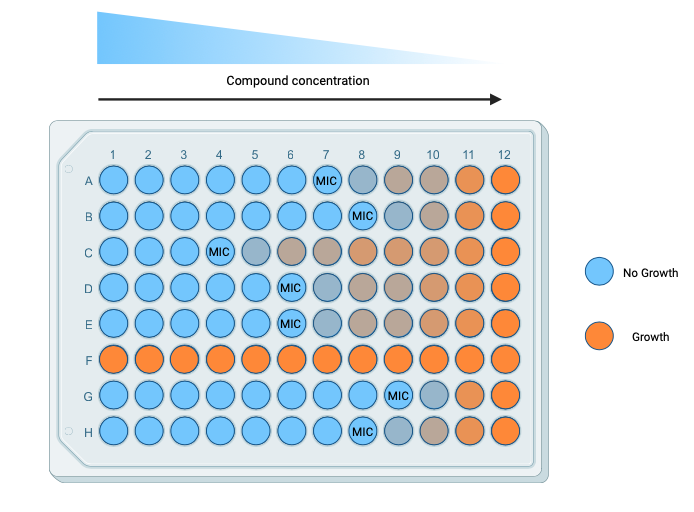 Compound concentration
1 2 3 4 5 6 7 8 9 10 11 12
A MIC
B MIC
C MIC
D MIC
E MIC
F
G MIC
H MIC
No Growth
Growth